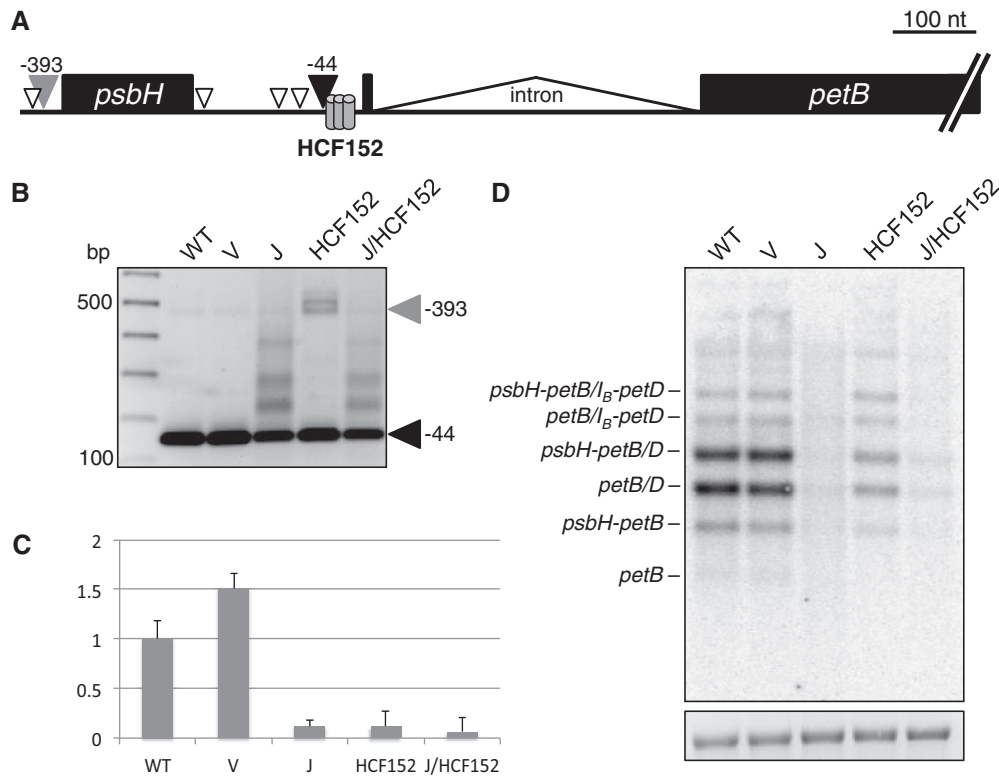 A
100 nt
-393
-44
psbH
intron
petB
HCF152
B
WT
V
J
HCF152
J/HCF152
bp
500
100
-393
-44
C
2
1.5
1
0.5
0
WT
V
J
HCF152
J/HCF152
D
WT
V
J
HCF152
J/HCF152
psbH-petB/IB-petD
petB/IB-petD
psbH-petB/D
petB/D
psbH-petB
petB